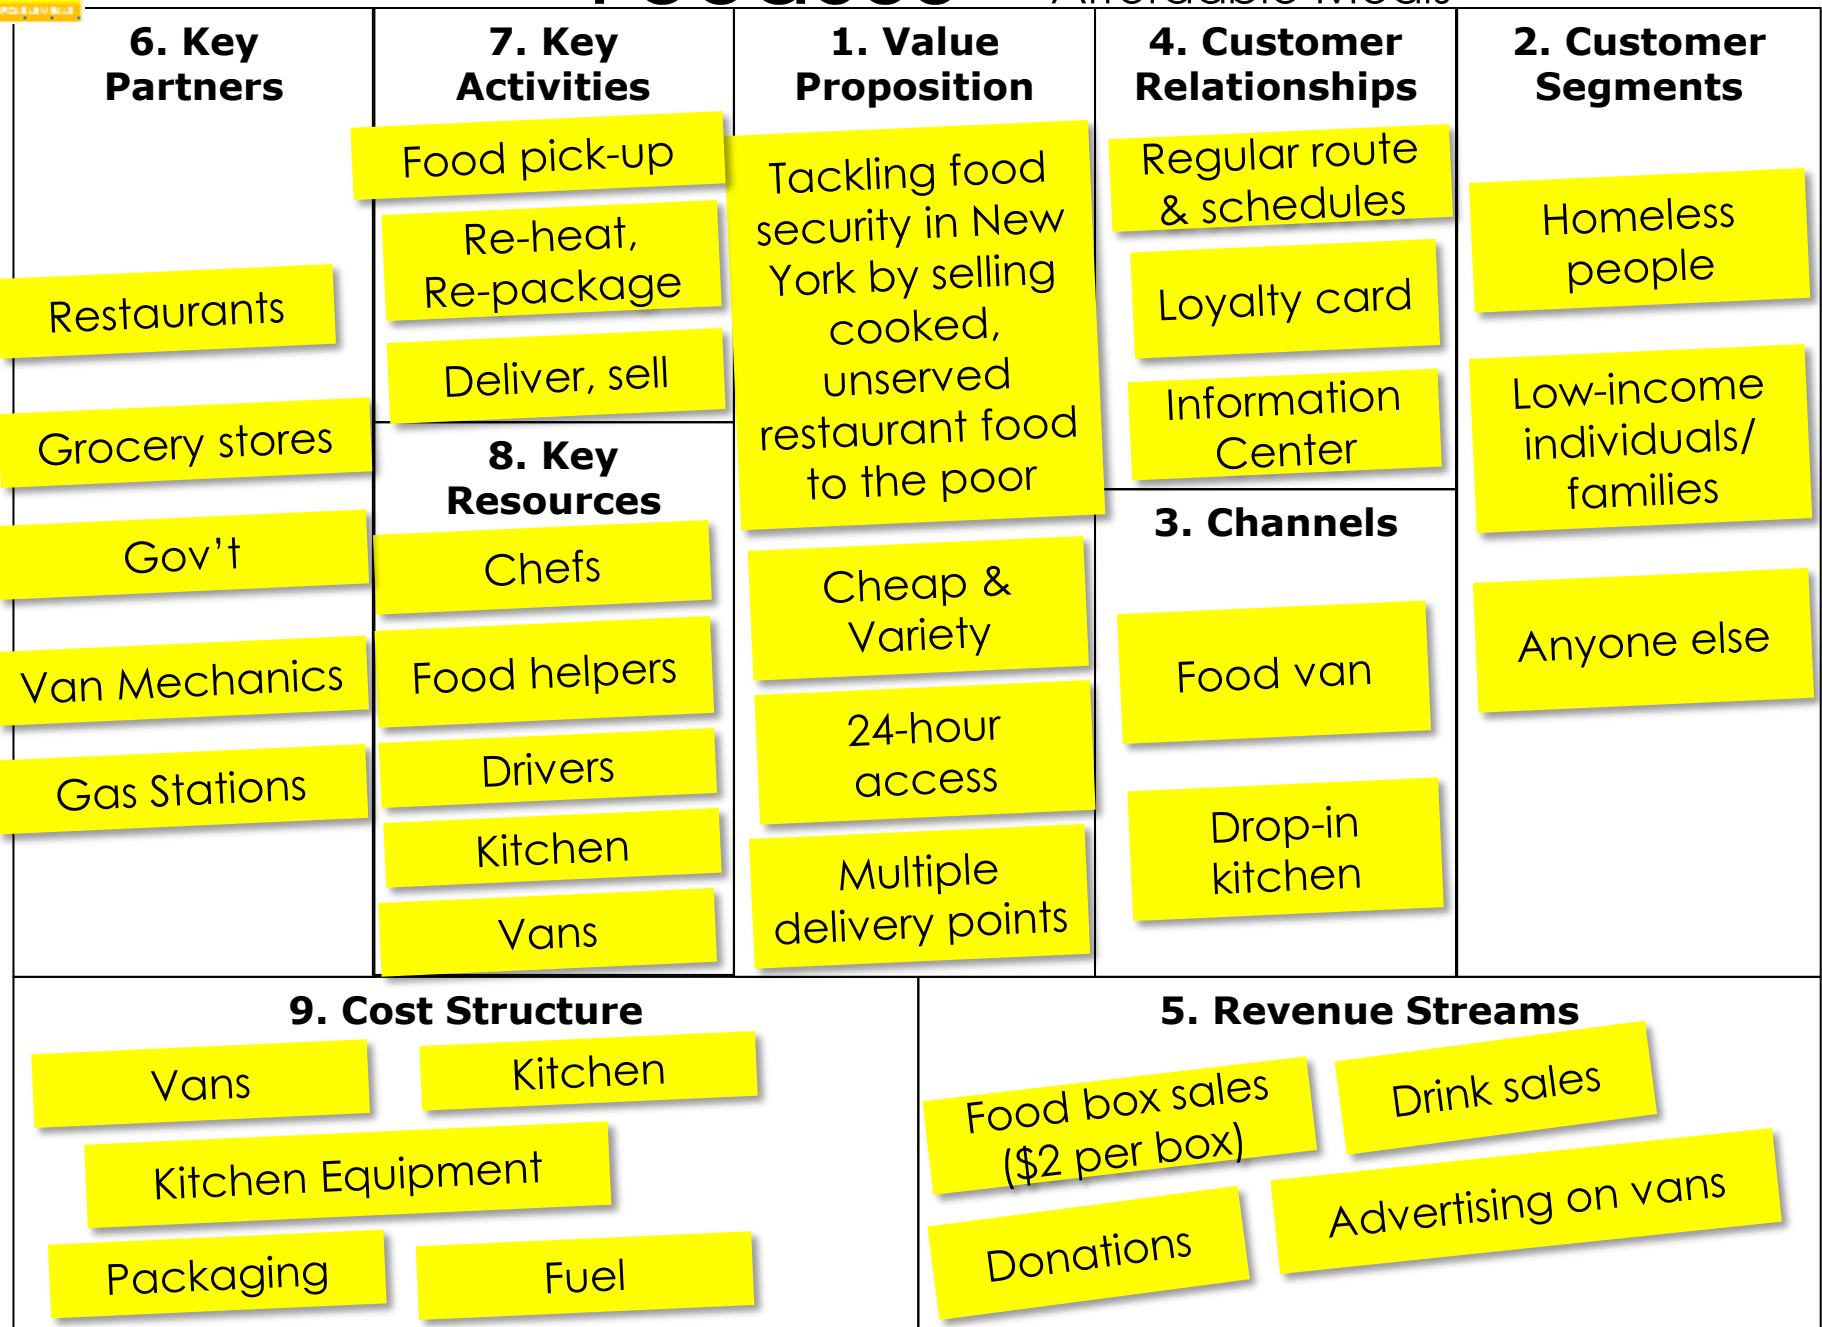 Affordable Meals
6. Key
Partners
Restaurants
Grocery stores
Gov’t
Van Mechanics
Gas Stations
7. Key
Activities
Food pick-up
Re-heat,
Re-package
Deliver, sell
8. Key
Resources
Chefs
Food helpers
Drivers
Kitchen
Vans
1. Value
Proposition
Tackling food
security in New
York by selling
cooked,
unserved
restaurant food
to the poor
Cheap &
Variety
24-hour
access
Multiple
delivery points
4. Customer
Relationships
Regular route
& schedules
Loyalty card
Information
Center
3. Channels
Food van
Drop-in
kitchen
2. Customer
Segments
Homeless
people
Low-income
individuals/
families
Anyone else
9. Cost Structure
Vans
Kitchen
Kitchen Equipment
Packaging
Fuel
5. Revenue Streams
Food box sales
($2 per box)
Drink sales
Donations
Advertising on vans